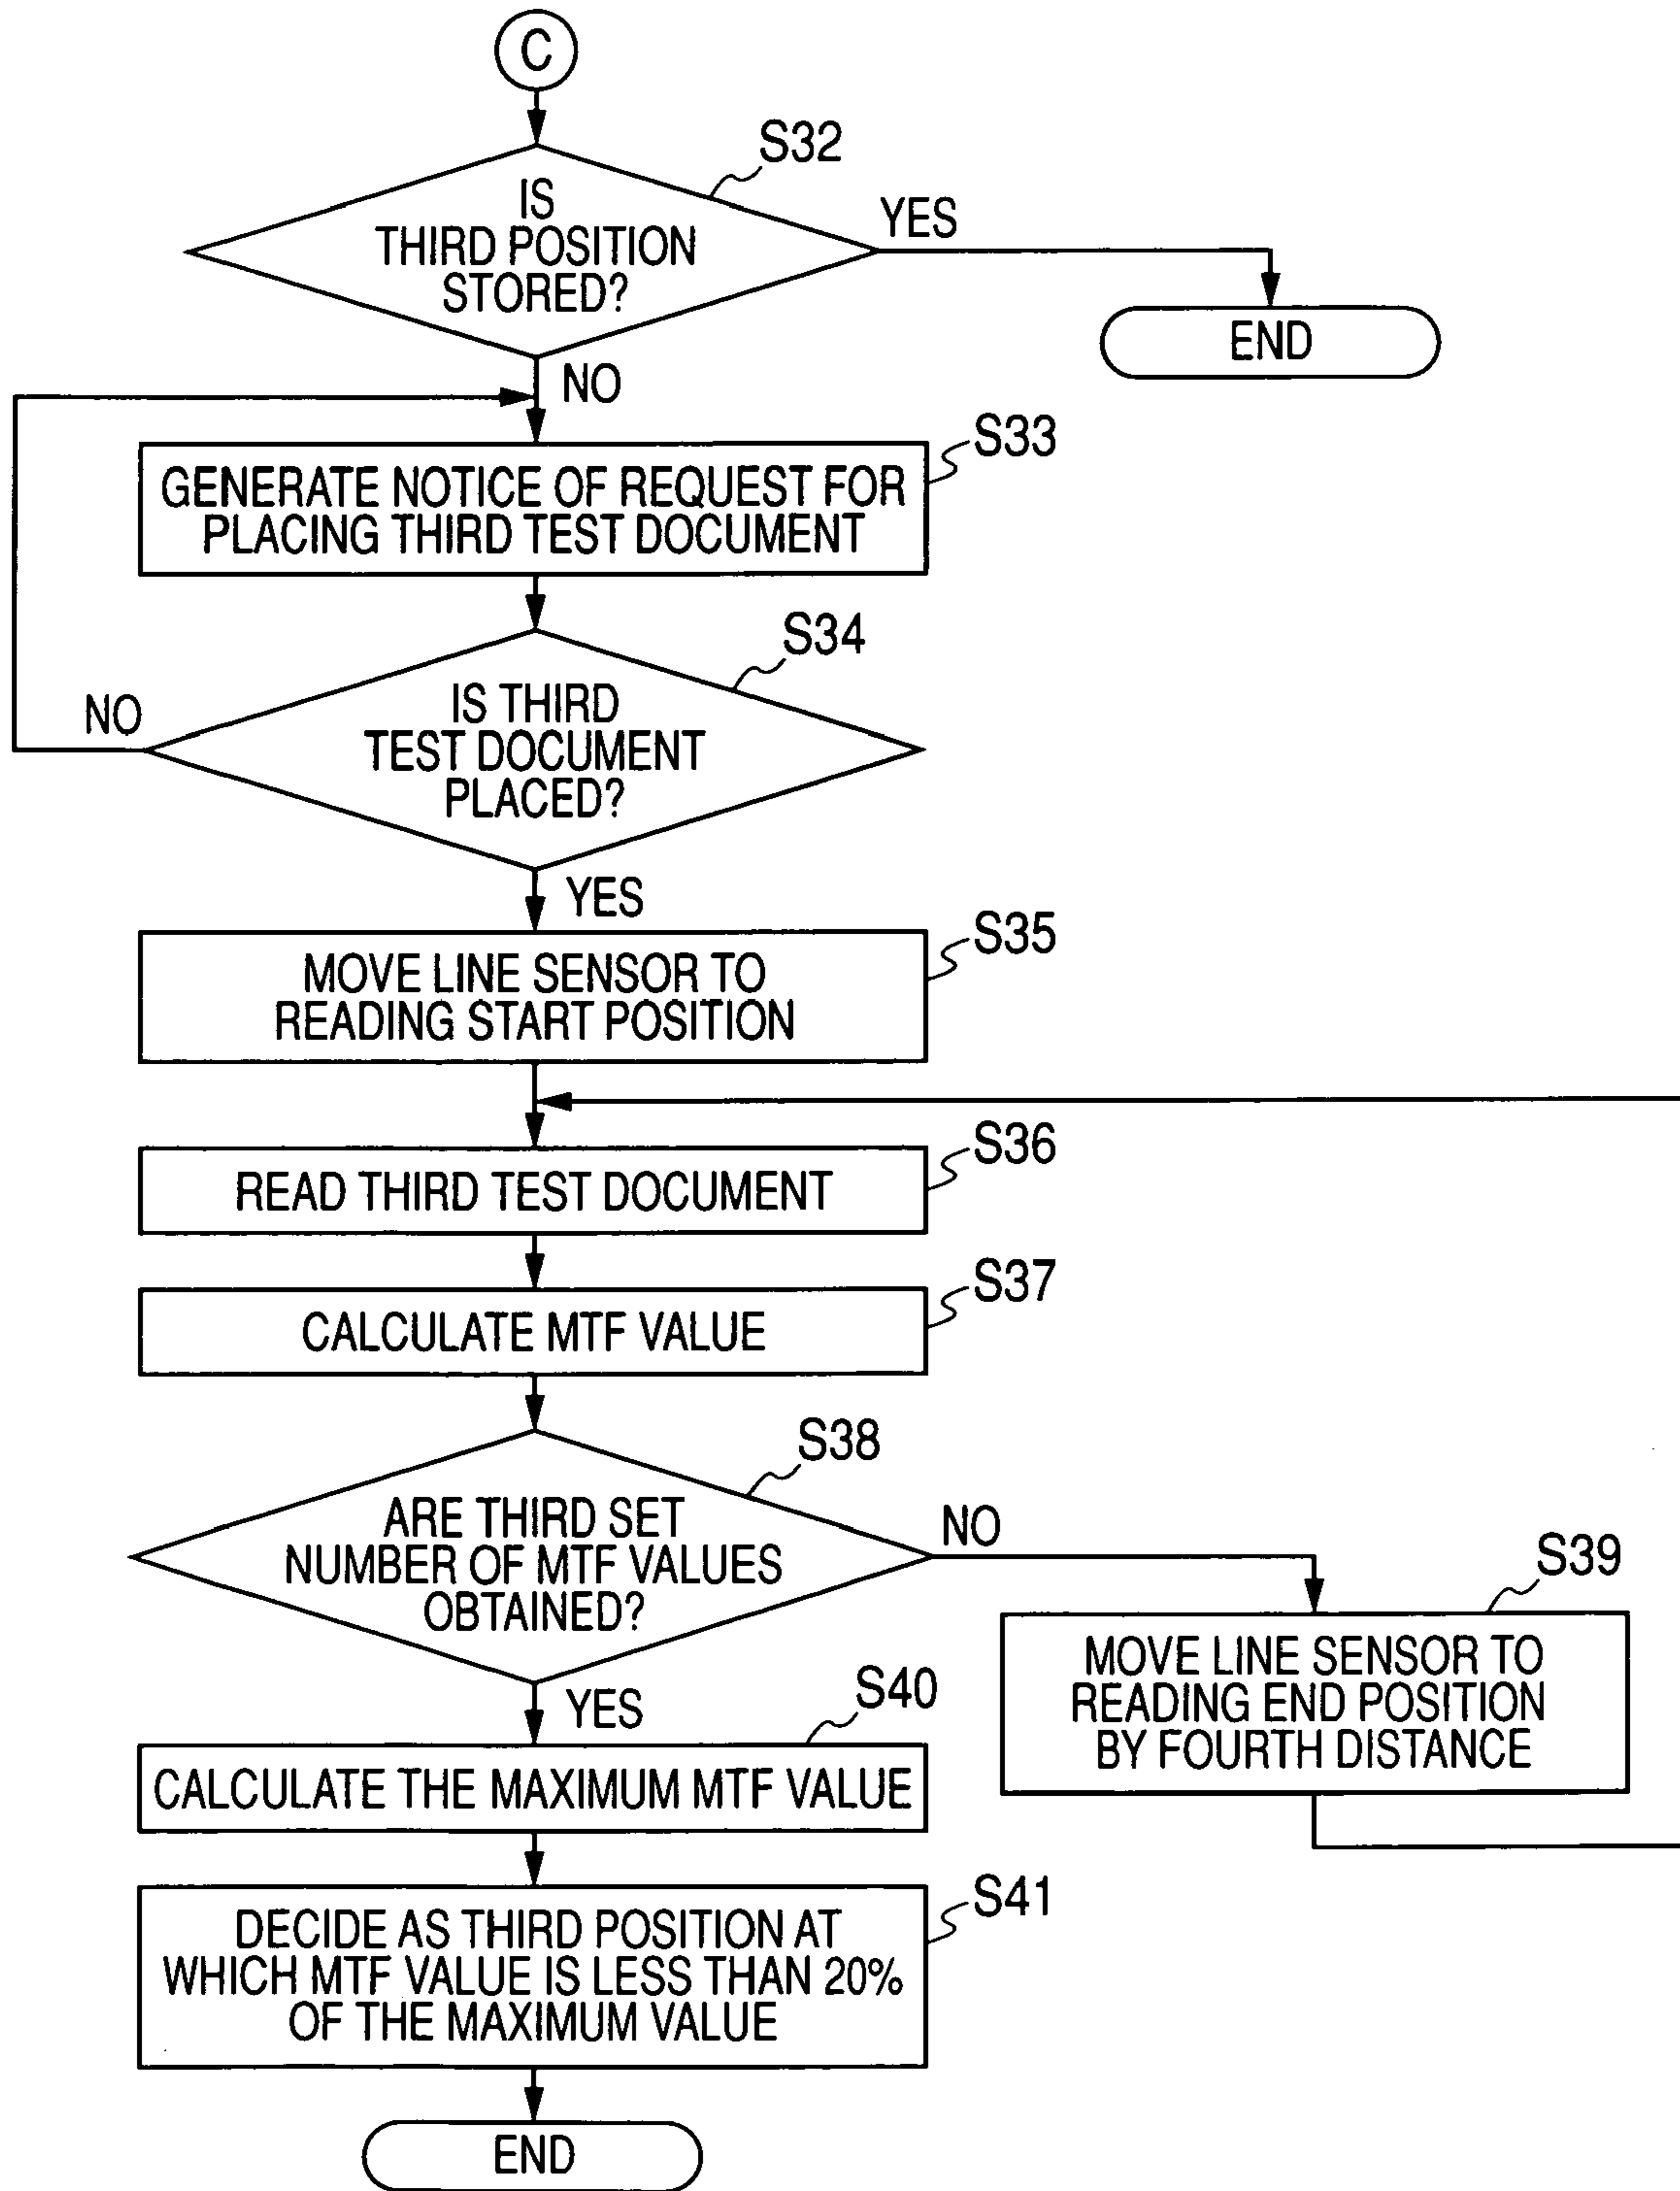 C
S32
IS
THIRD POSITION
STORED?
YES
END
NO
S33
GENERATE NOTICE OF REQUEST FOR
PLACING THIRD TEST DOCUMENT
S34
IS THIRD
TEST DOCUMENT
PLACED?
NO
YES
S35
MOVE LINE SENSOR TO
READING START POSITION
S36
READ THIRD TEST DOCUMENT
S37
CALCULATE MTF VALUE
S38
ARE THIRD SET
NUMBER OF MTF VALUES
OBTAINED?
NO
S39
MOVE LINE SENSOR TO
READING END POSITION
BY FOURTH DISTANCE
YES
S40
CALCULATE THE MAXIMUM MTF VALUE
S41
DECIDE AS THIRD POSITION AT
WHICH MTF VALUE IS LESS THAN 20%
OF THE MAXIMUM VALUE
END